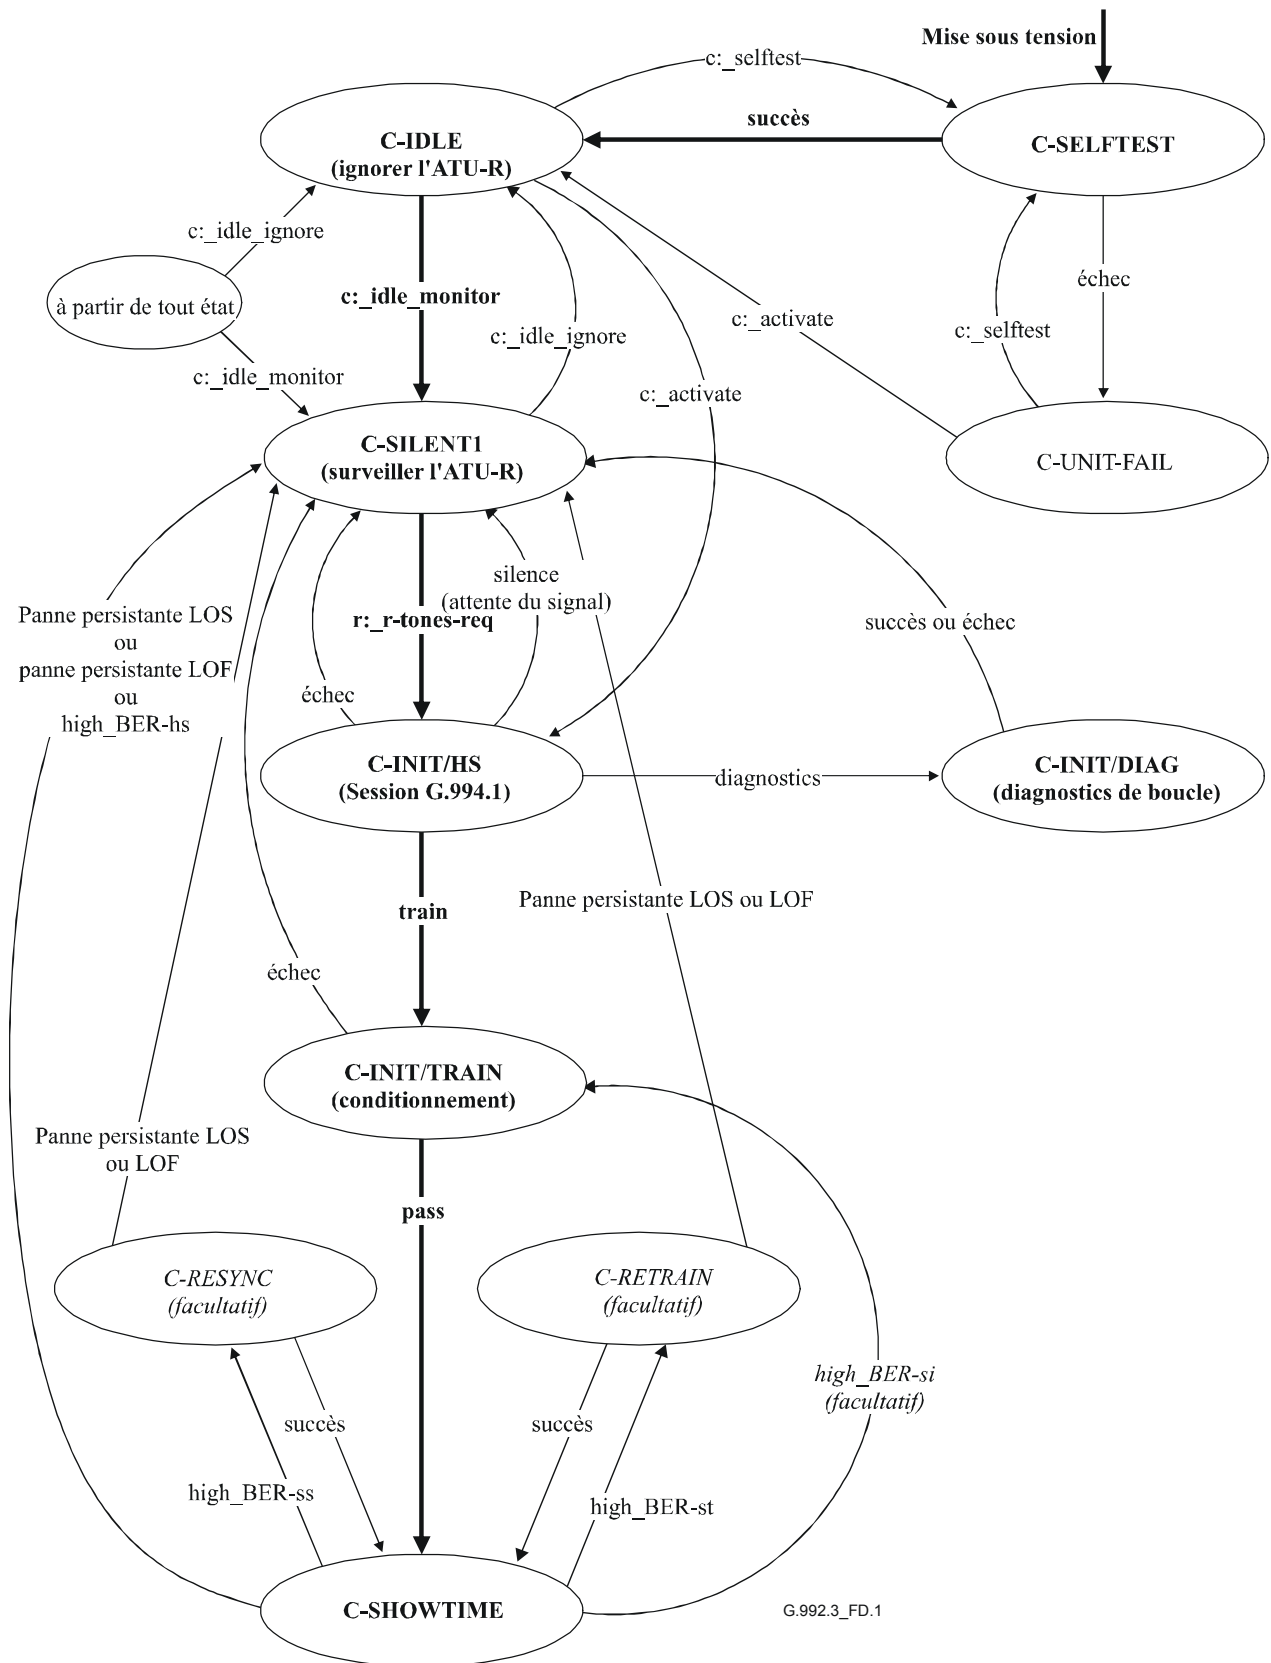 Mise sous tension
c:_selftest
succès
C-IDLE
(ignorer l'ATU-R)
C-SELFTEST
c:_idle_ignore
échec
c:_idle_monitor
à partir de tout état
c:_activate
c:_selftest
c:_idle_ignore
c:_idle_monitor
c:_activate
C-SILENT1
(surveiller l'ATU-R)
C-UNIT-FAIL
silence
(attente du signal)
Panne persistante LOS
ou
panne persistante LOF
ou
high_BER-hs
r:_r-tones-req
succès ou échec
échec
C-INIT/HS
(Session G.994.1)
diagnostics
C-INIT/DIAG
(diagnostics de boucle)
train
Panne persistante LOS ou LOF
échec
C-INIT/TRAIN
(conditionnement)
Panne persistante LOS
ou LOF
pass
C-RESYNC
(facultatif)
C-RETRAIN
(facultatif)
high_BER-si
(facultatif)
succès
succès
high_BER-ss
high_BER-st
C-SHOWTIME
G.992.3_FD.1